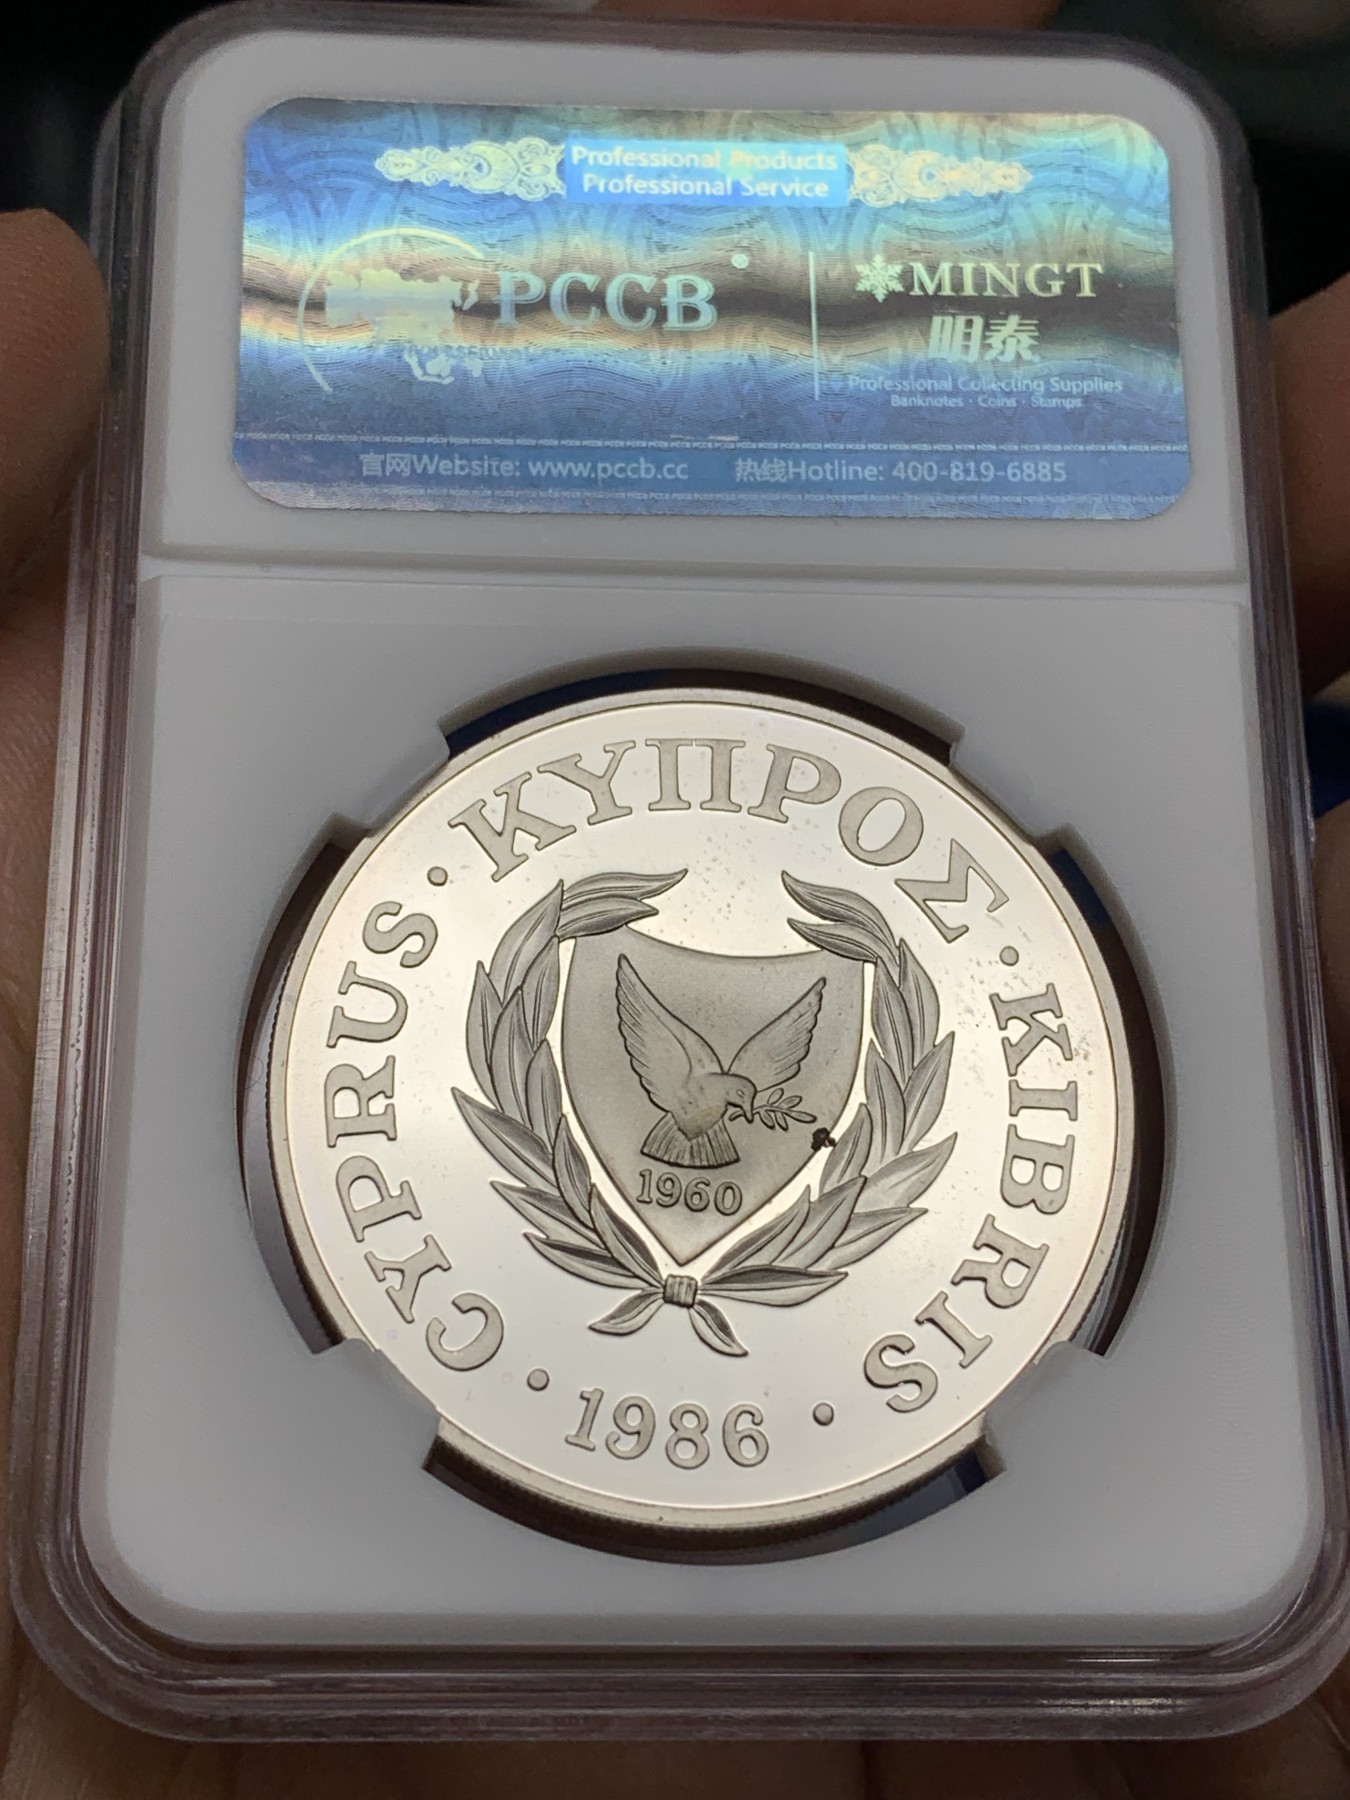 Professional Products
Professional Service
PCCB
MINGT
明泰
Professional Collecting Supplies
Banknotes · Coins · Stamps
官网Website: www.pccb.cc 热线Hotline: 400-819-6885
CYPRUS · ΚΥΠΡΟΣ · KIBRIS
1960
· 1986 ·